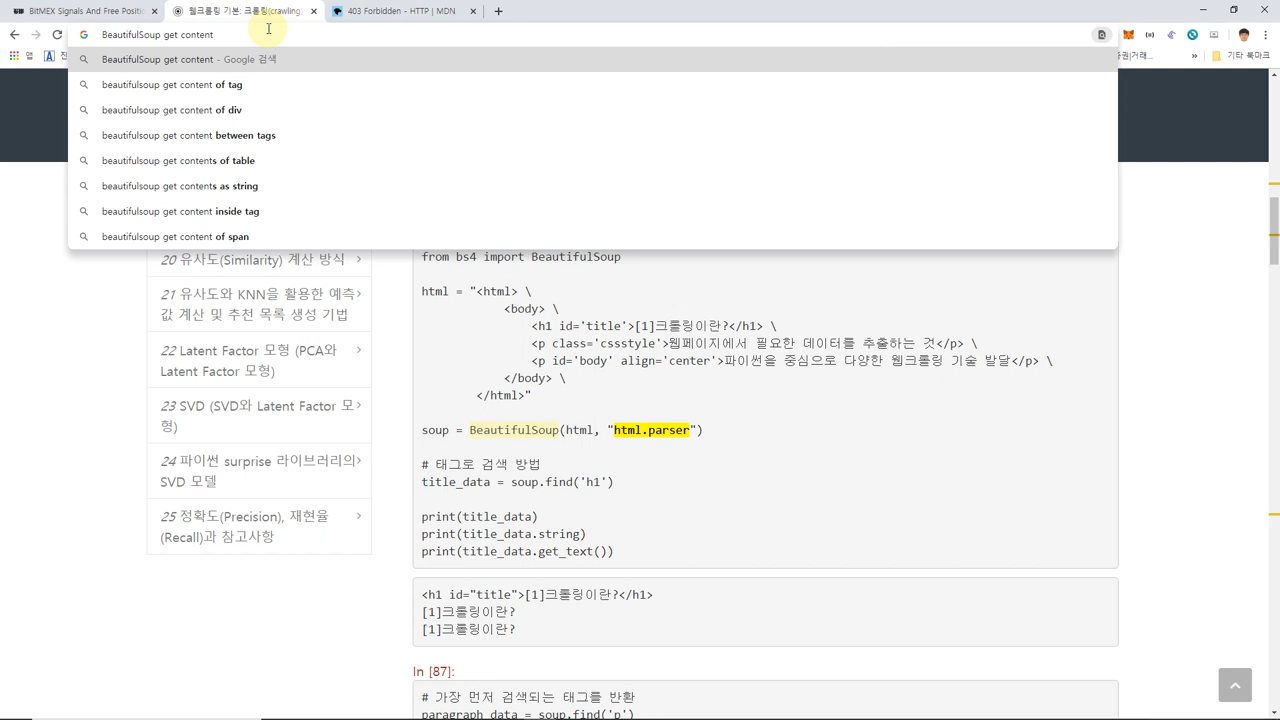 BitMEX Signals And Free Positi
웹크롤링 기본: 크롤링(crawling)
403 Forbidden - HTTP | MDN
BeautifulSoup get content
앱
기타 북마크
BeautifulSoup get content - Google 검색
beautifulsoup get content of tag
beautifulsoup get content of div
beautifulsoup get content between tags
beautifulsoup get contents of table
beautifulsoup get contents as string
beautifulsoup get content inside tag
beautifulsoup get content of span
20 유사도(Similarity) 계산 방식
21 유사도와 KNN을 활용한 예측
값 계산 및 추천 목록 생성 기법
22 Latent Factor 모형 (PCA와
Latent Factor 모형)
23 SVD (SVD와 Latent Factor 모
형)
24 파이썬 surprise 라이브러리의
SVD 모델
25 정확도(Precision), 재현율
(Recall)과 참고사항
from bs4 import BeautifulSoup
html = "<html> \
<body> \
<h1 id='title'>[1]크롤링이란?</h1> \
<p class='cssstyle'>웹페이지에서 필요한 데이터를 추출하는 것</p> \
<p id='body' align='center'>파이썬을 중심으로 다양한 웹크롤링 기술 발달</p> \
</body> \
</html>"
soup = BeautifulSoup(html, "html.parser")
# 태그로 검색 방법
title_data = soup.find('h1')
print(title_data)
print(title_data.string)
print(title_data.get_text())
<h1 id="title">[1]크롤링이란?</h1>
[1]크롤링이란?
[1]크롤링이란?
In [87]:
# 가장 먼저 검색되는 태그를 반환
paragraph_data = soup.find('p')